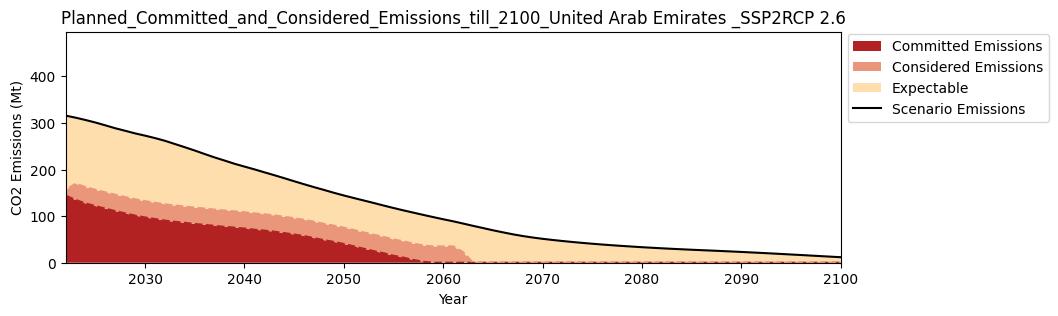 Planned_Committed_and_Considered_Emissions_till_2100_United Arab Emirates _SSP2RCP 2.6
Committed Emissions
Considered Emissions
Expectable
Scenario Emissions
CO2 Emissions (Mt)
400
300
200
100
0
2030 2040 2050 2060 2070 2080 2090 2100
Year